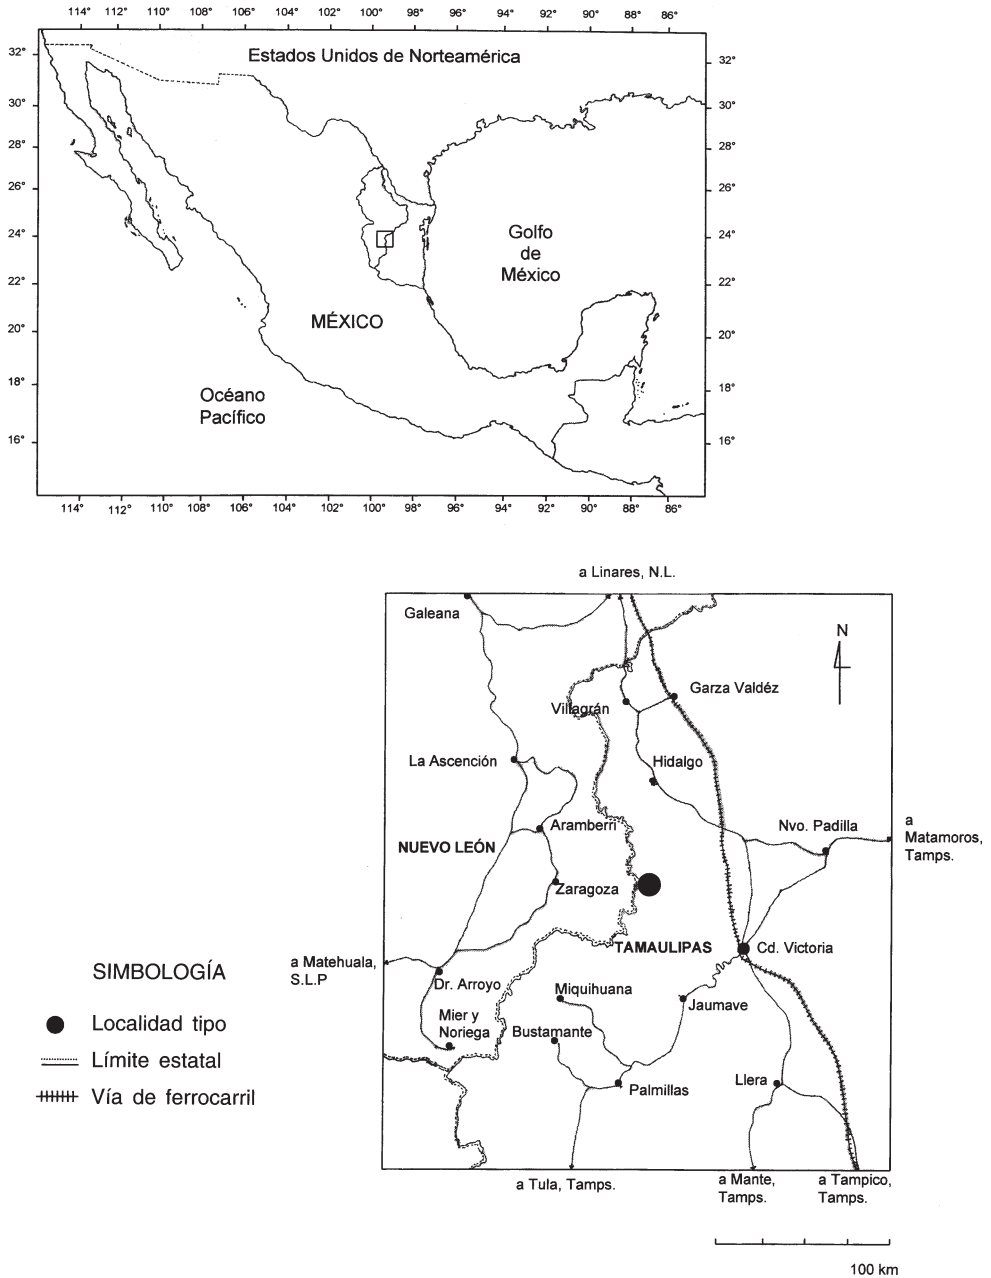 114° 112° 110° 108° 106° 104° 102° 100° 98° 96° 94° 92° 90° 88° 86°
Estados Unidos de Norteamérica
32° 32°
30° 30°
28° 28°
26° 26°
24° 24°
22° 22°
20° 20°
18° 18°
16° 16°
Golfo
de
México
MÉXICO
Océano
Pacífico
114° 112° 110° 108° 106° 104° 102° 100° 98° 96° 94° 92° 90° 88° 86°
a Linares, N.L.
Galeana
N
Garza Valdéz
Villagrán
La Ascención
Hidalgo
Aramberri
Nvo. Padilla
a
Matamoros,
Tamps.
NUEVO LEÓN
Zaragoza
TAMAULIPAS
Cd. Victoria
a Matehuala,
S.L.P
Dr. Arroyo
Miquihuana
Jaumave
Mier y
Noriega
Bustamante
Palmillas
Llera
SIMBOLOGÍA
Localidad tipo
Límite estatal
Vía de ferrocarril
a Tula, Tamps.
a Mante,
Tamps.
a Tampico,
Tamps.
100 km